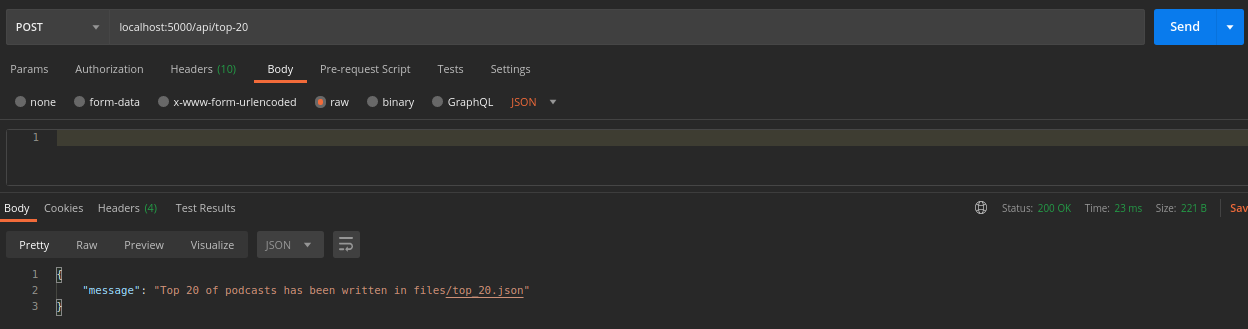 POST localhost:5000/api/top-20 Send
Params Authorization Headers (10) Body Pre-request Script Tests Settings
none form-data x-www-form-urlencoded raw binary GraphQL JSON
1
Body Cookies Headers (4) Test Results Status: 200 OK Time: 23 ms Size: 221 B Sav
Pretty Raw Preview Visualize JSON
1 {
2 "message": "Top 20 of podcasts has been written in files/top_20.json"
3 }